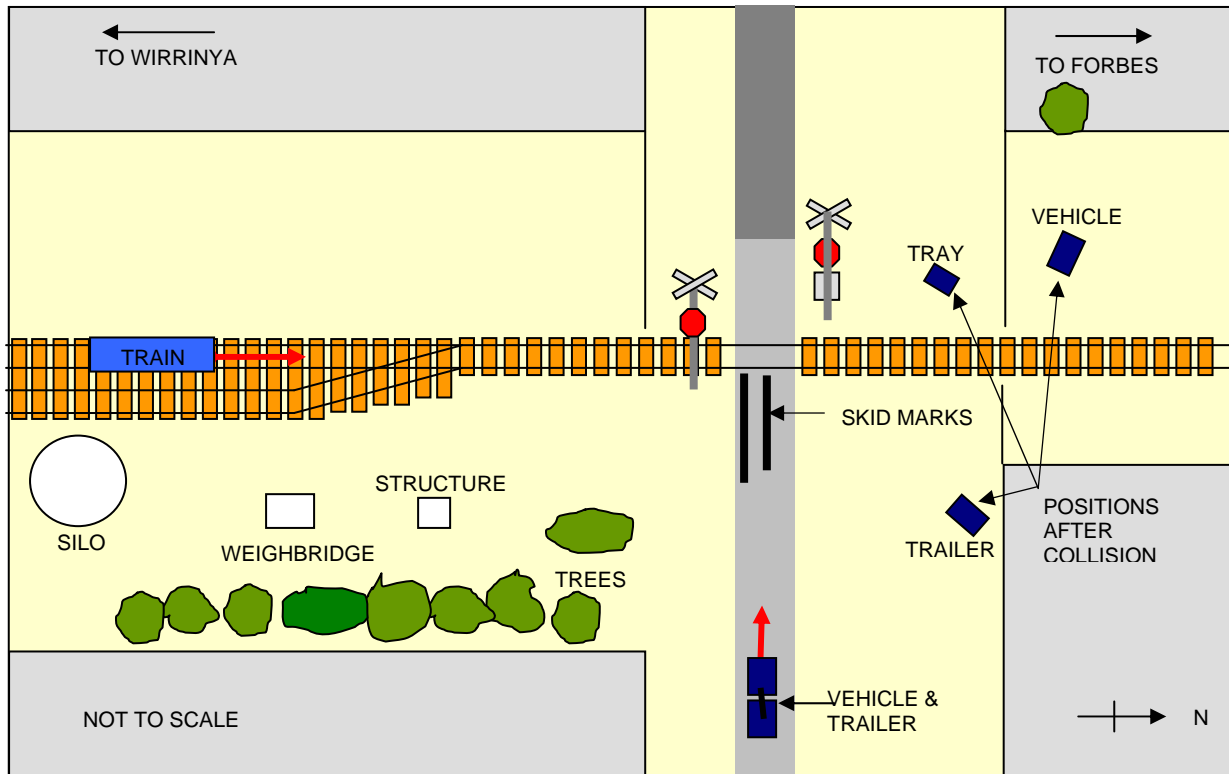 TO WIRRINYA
TO FORBES
VEHICLE
TRAY
TRAIN
SKID MARKS
STRUCTURE
SILO
WEIGHBRIDGE
TREES
TRAILER
POSITIONS
AFTER
COLLISION
VEHICLE &
TRAILER
NOT TO SCALE
N